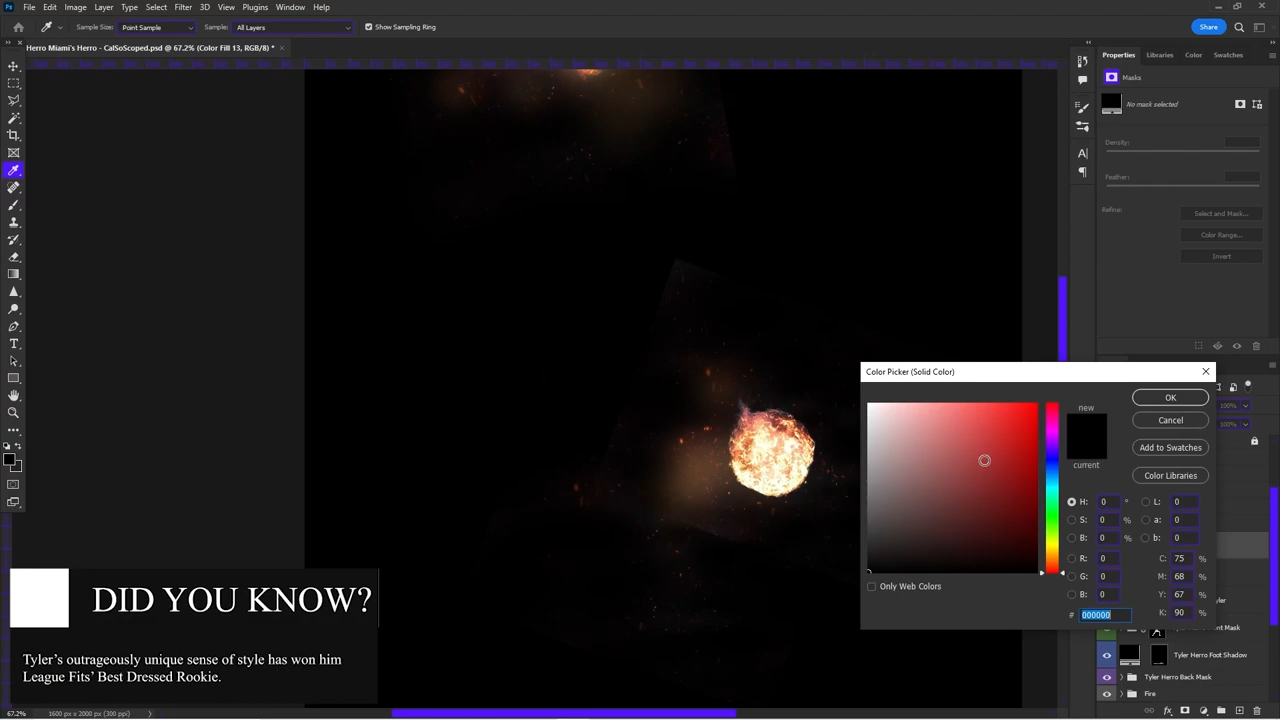 Ps File Edit Image Layer Type Select Filter 3D View Plugins Window Help
Sample Size: Point Sample Sample: All Layers Show Sampling Ring Share
Herro Miami's Herro - CalSoScoped.psd @ 67.2% (Color Fill 13, RGB/8) *
Properties Libraries Color Swatches
Masks
No mask selected
Density:
Feather:
Refine: Select and Mask...
Color Range...
Invert
Color Picker (Solid Color)
new
current
OK
Cancel
Add to Swatches
Color Libraries
H: 0 ° L: 0
S: 0 % a: 0
B: 0 % b: 0
R: 0 C: 75 %
G: 0 M: 68 %
B: 0 Y: 67 %
# 000000 K: 90 %
Only Web Colors
100%
100%
Tyler Herro Foot Shadow
Tyler Herro Back Mask
Fire
DID YOU KNOW?
Tyler's outrageously unique sense of style has won him
League Fits' Best Dressed Rookie.
67.2% 1600 px x 2000 px (300 ppi)